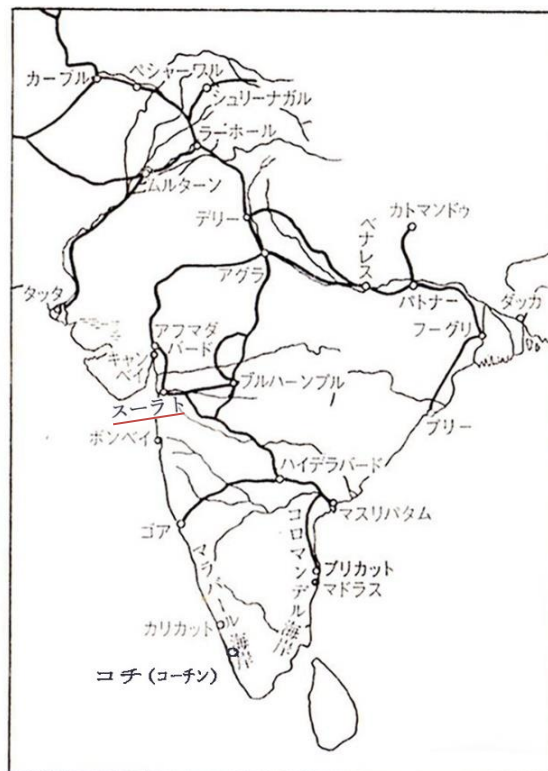 ペシャーワル
カーブル
シュリーナガル
ラーホール
ムルターン
カトマンドゥ
デリー
ベナレス
アグラ
タッタ
パトナー
ダッカ
アフマダ
バード
フーグリ
キャン
ベイ
ブルハーンプル
スーラト
プリー
ボンベイ
ハイデラバード
マスリパタム
ゴア
コロマンデル海岸
マラバール海岸
プリカット
マドラス
カリカット
コチ(コーチン)